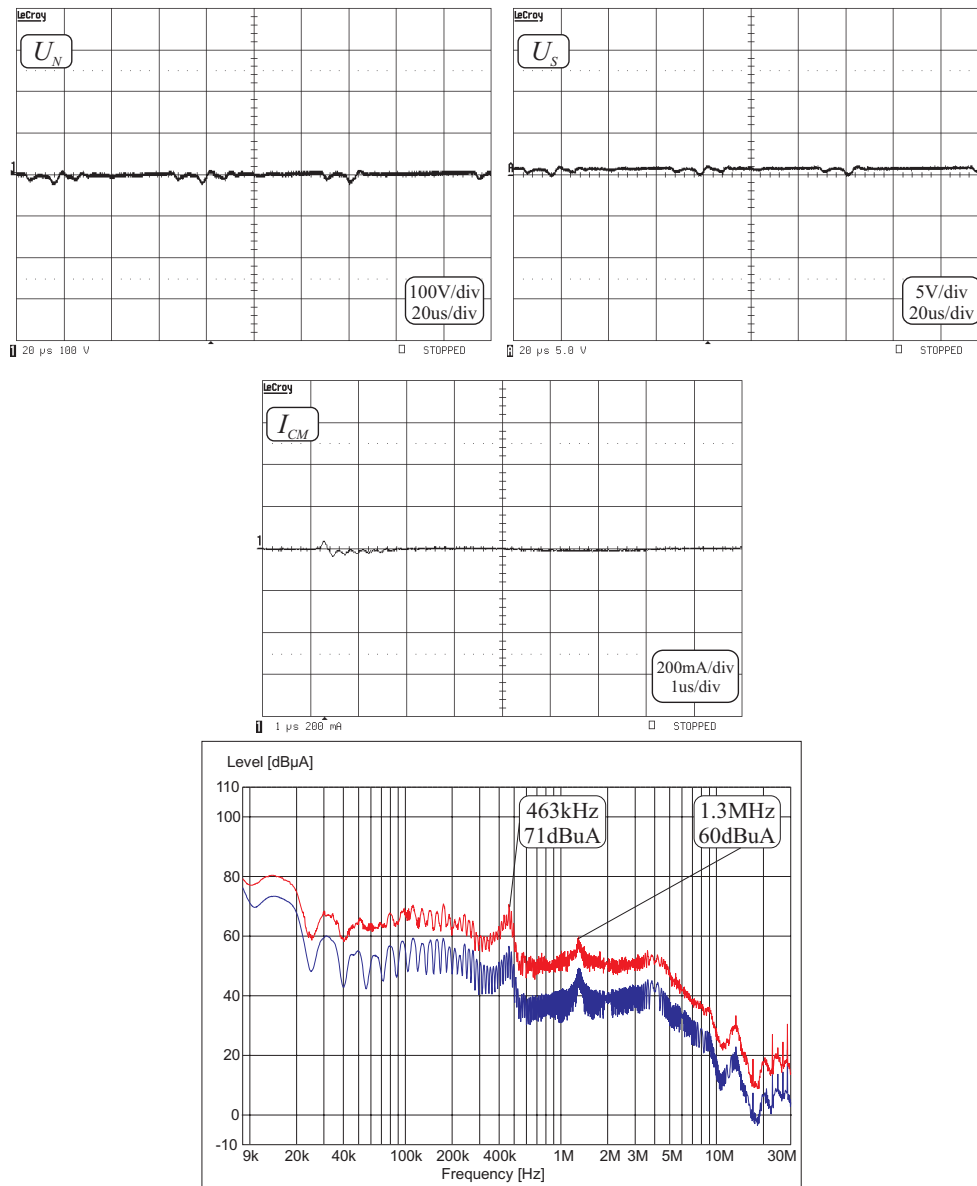 LeCroy
U_N
1
100V/div
20us/div
1 20 µs 100 V
STOPPED
LeCroy
U_S
A
5V/div
20us/div
A 20 µs 5.0 V
STOPPED
LeCroy
I_CM
1
200mA/div
1us/div
1 1 µs 200 mA
STOPPED
Level [dBµA]
110
100
80
60
40
20
0
-10
463kHz
71dBuA
1.3MHz
60dBuA
9k 20k 40k 100k 200k 400k 1M 2M 3M 5M 10M 30M
Frequency [Hz]